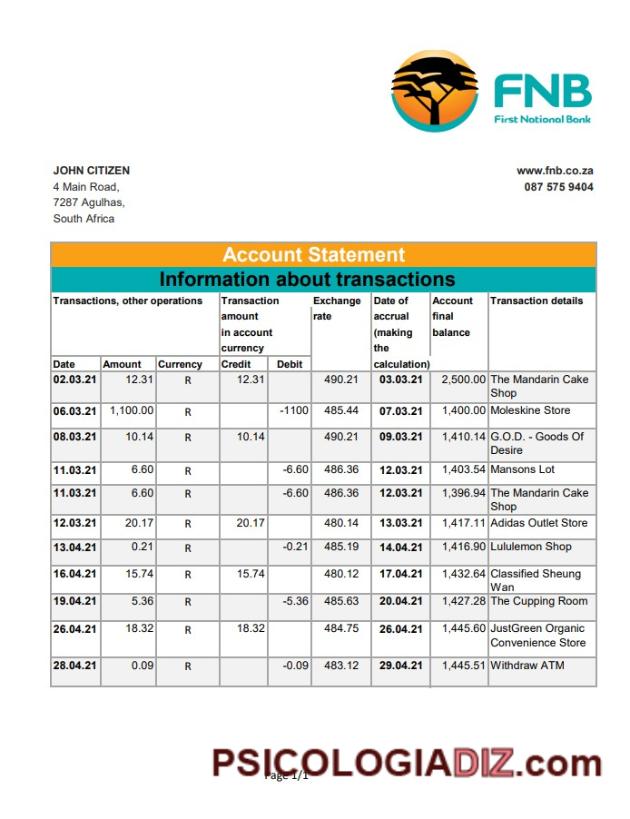 FNB
First National Bank
JOHN CITIZEN www.fnb.co.za
4 Main Road, 087 575 9404
7287 Agulhas,
South Africa
Account Statement
Information about transactions
Transactions, other operations Transaction Exchange Date of Account Transaction details
amount rate accrual final
in account (making balance
currency the
Date Amount Currency Credit Debit calculation)
02.03.21 12.31 R 12.31 490.21 03.03.21 2,500.00 The Mandarin Cake
Shop
06.03.21 1,100.00 R -1100 485.44 07.03.21 1,400.00 Moleskine Store
08.03.21 10.14 R 10.14 490.21 09.03.21 1,410.14 G.O.D. - Goods Of
Desire
11.03.21 6.60 R -6.60 486.36 12.03.21 1,403.54 Mansons Lot
11.03.21 6.60 R -6.60 486.36 12.03.21 1,396.94 The Mandarin Cake
Shop
12.03.21 20.17 R 20.17 480.14 13.03.21 1,417.11 Adidas Outlet Store
13.04.21 0.21 R -0.21 485.19 14.04.21 1,416.90 Lululemon Shop
16.04.21 15.74 R 15.74 480.12 17.04.21 1,432.64 Classified Sheung
Wan
19.04.21 5.36 R -5.36 485.63 20.04.21 1,427.28 The Cupping Room
26.04.21 18.32 R 18.32 484.75 26.04.21 1,445.60 JustGreen Organic
Convenience Store
28.04.21 0.09 R -0.09 483.12 29.04.21 1,445.51 Withdraw ATM
PSICOLOGIADIZ.com
Page 1/1